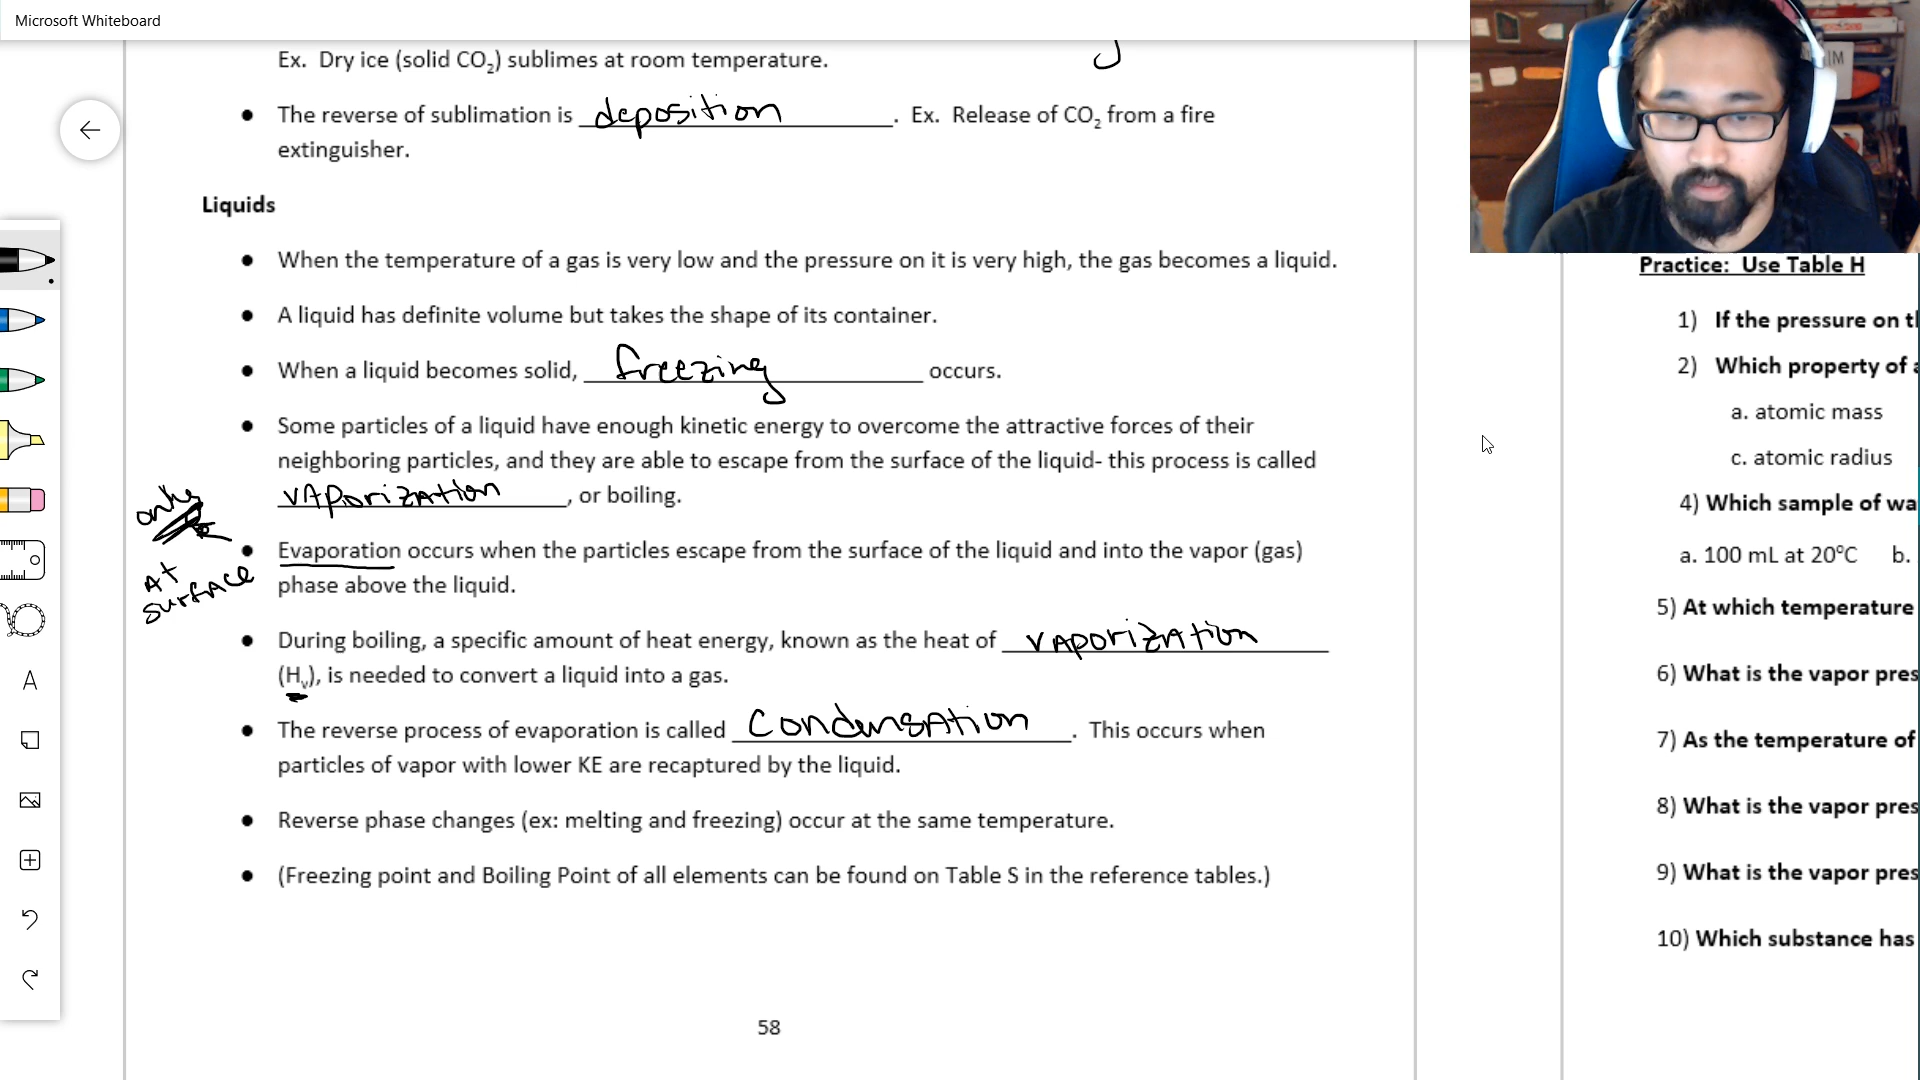 Microsoft Whiteboard
Ex. Dry ice (solid CO₂) sublimes at room temperature.
• The reverse of sublimation is deposition. Ex. Release of CO₂ from a fire
extinguisher.
Liquids
• When the temperature of a gas is very low and the pressure on it is very high, the gas becomes a liquid.
• A liquid has definite volume but takes the shape of its container.
• When a liquid becomes solid, freezing occurs.
• Some particles of a liquid have enough kinetic energy to overcome the attractive forces of their
neighboring particles, and they are able to escape from the surface of the liquid- this process is called
vAporizAtion, or boiling.
only
At
surface
• Evaporation occurs when the particles escape from the surface of the liquid and into the vapor (gas)
phase above the liquid.
• During boiling, a specific amount of heat energy, known as the heat of vAporizAtion
(Hᵥ), is needed to convert a liquid into a gas.
• The reverse process of evaporation is called CondensAtion. This occurs when
particles of vapor with lower KE are recaptured by the liquid.
• Reverse phase changes (ex: melting and freezing) occur at the same temperature.
• (Freezing point and Boiling Point of all elements can be found on Table S in the reference tables.)
58
Practice: Use Table H
1) If the pressure on
2) Which property of
a. atomic mass
c. atomic radius
4) Which sample of
a. 100 mL at 20°C b.
5) At which temperature
6) What is the vapor
7) As the temperature of
8) What is the vapor
9) What is the vapor
10) Which substance has
A